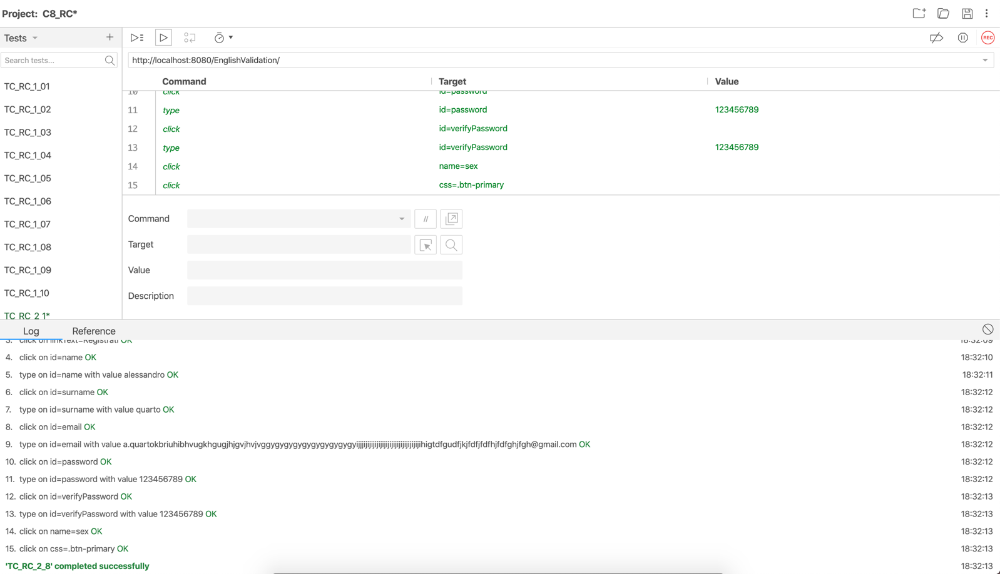 Project: C8_RC*
Tests
Search tests...
http://localhost:8080/EnglishValidation/
REC
Command Target Value
10 click id=password
11 type id=password 123456789
12 click id=verifyPassword
13 type id=verifyPassword 123456789
14 click name=sex
15 click css=.btn-primary
TC_RC_1_01
TC_RC_1_02
TC_RC_1_03
TC_RC_1_04
TC_RC_1_05
TC_RC_1_06
TC_RC_1_07
TC_RC_1_08
TC_RC_1_09
TC_RC_1_10
TC_RC_2_1*
Command //
Target
Value
Description
Log Reference
3. click on linkText=Registrati OK 18:32:09
4. click on id=name OK 18:32:10
5. type on id=name with value alessandro OK 18:32:11
6. click on id=surname OK 18:32:12
7. type on id=surname with value quarto OK 18:32:12
8. click on id=email OK 18:32:12
9. type on id=email with value OK 18:32:12
10. click on id=password OK 18:32:12
11. type on id=password with value 123456789 OK 18:32:12
12. click on id=verifyPassword OK 18:32:13
13. type on id=verifyPassword with value 123456789 OK 18:32:13
14. click on name=sex OK 18:32:13
15. click on css=.btn-primary OK 18:32:13
'TC_RC_2_8' completed successfully 18:32:13